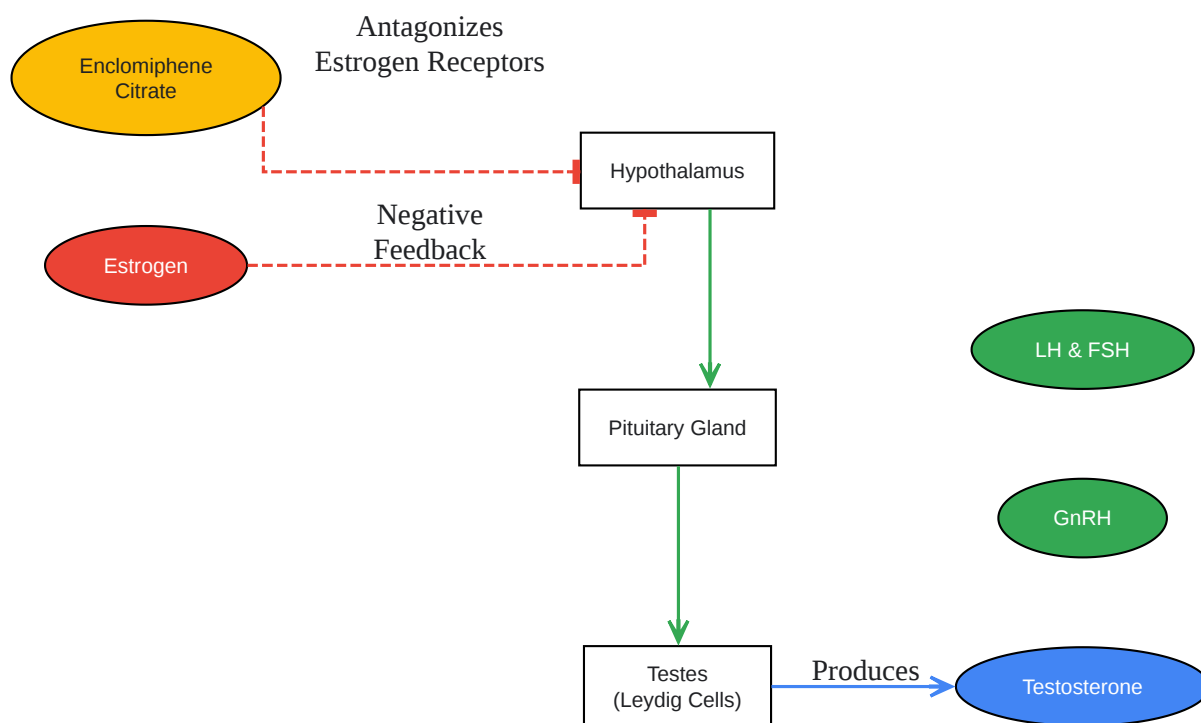 Antagonizes
Estrogen Receptors
Enclomiphene
Citrate
Hypothalamus
Negative
Feedback
Estrogen
LH & FSH
Pituitary Gland
GnRH
Testes
(Leydig Cells)
Produces
Testosterone